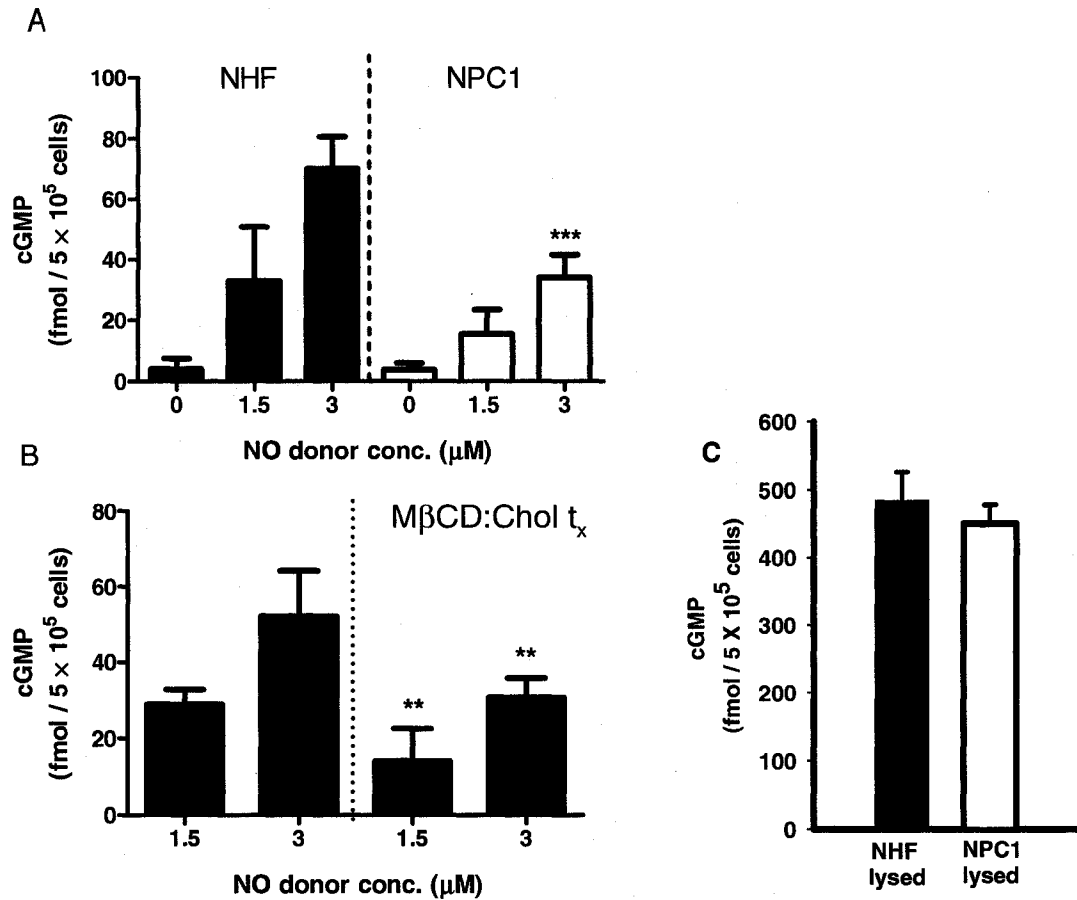 A
NHF NPC1
100
80
60
40
20
0
cGMP
(fmol / 5 × 10⁵ cells)
***
0 1.5 3 0 1.5 3
NO donor conc. (μM)
B
MβCD:Chol tₓ
80
60
40
20
0
cGMP
(fmol / 5 × 10⁵ cells)
**
**
1.5 3 1.5 3
NO donor conc. (μM)
C
600
500
400
300
200
100
0
cGMP
(fmol / 5 X 10⁵ cells)
NHF NPC1
lysed lysed